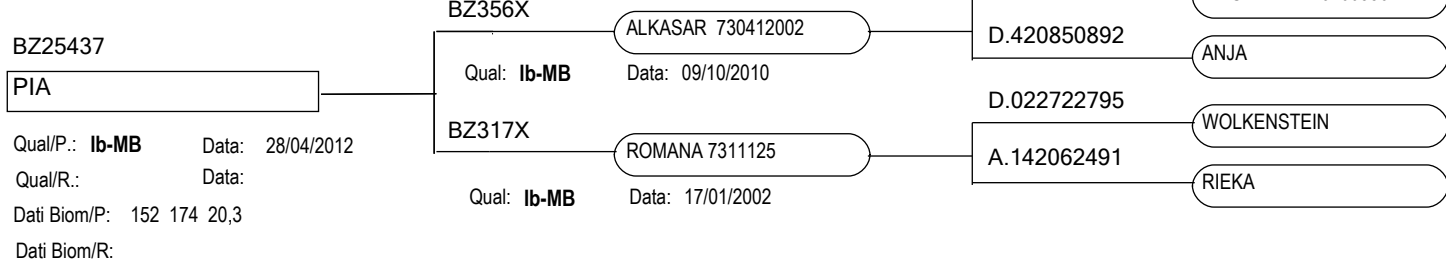 BZ356X
ALKASAR 730412002
D.420850892
BZ25437
ANJA
Qual: Ib-MB Data: 09/10/2010
PIA
D.022722795
BZ317X
WOLKENSTEIN
Qual/P.: Ib-MB Data: 28/04/2012
ROMANA 7311125
A.142062491
Qual/R.: Data:
RIEKA
Qual: Ib-MB Data: 17/01/2002
Dati Biom/P: 152 174 20,3
Dati Biom/R: